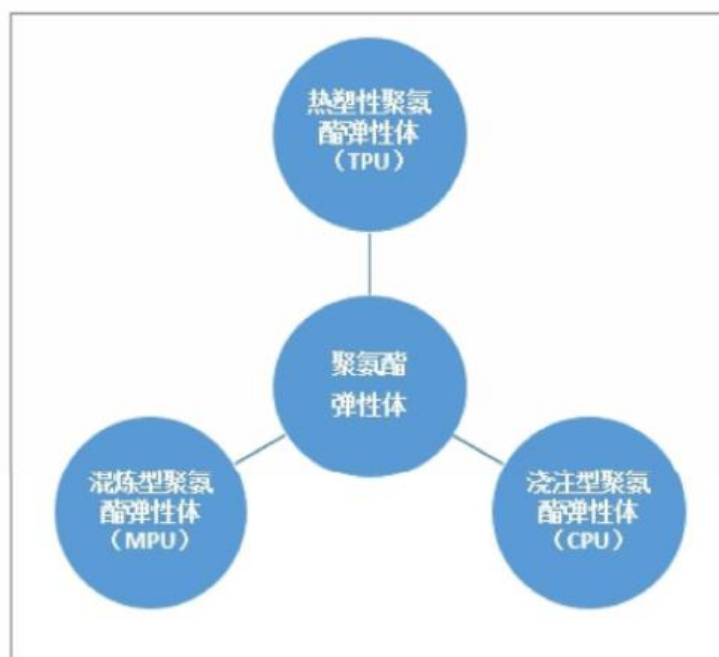 热塑性聚氨
酯弹性体
（TPU）
聚氨酯
弹性体
混炼型聚氨
酯弹性体
（MPU）
浇注型聚氨
酯弹性体
（CPU）